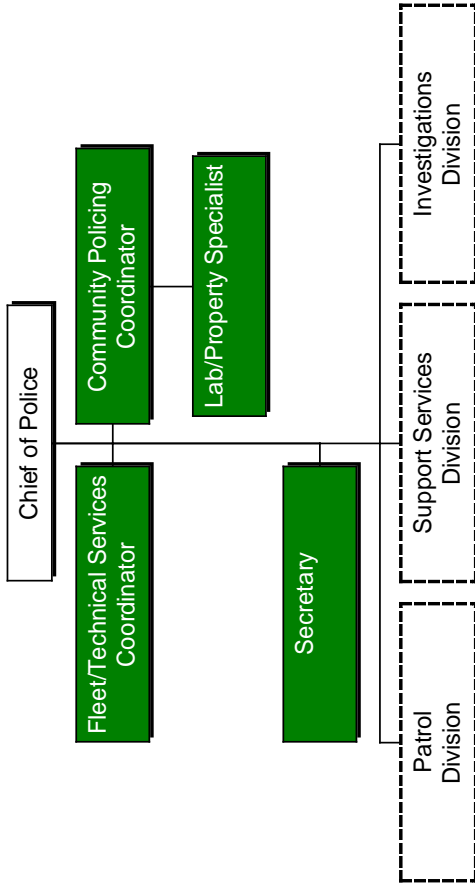 Chief of Police
Fleet/Technical Services
Coordinator
Community Policing
Coordinator
Lab/Property Specialist
Secretary
Patrol
Division
Support Services
Division
Investigations
Division